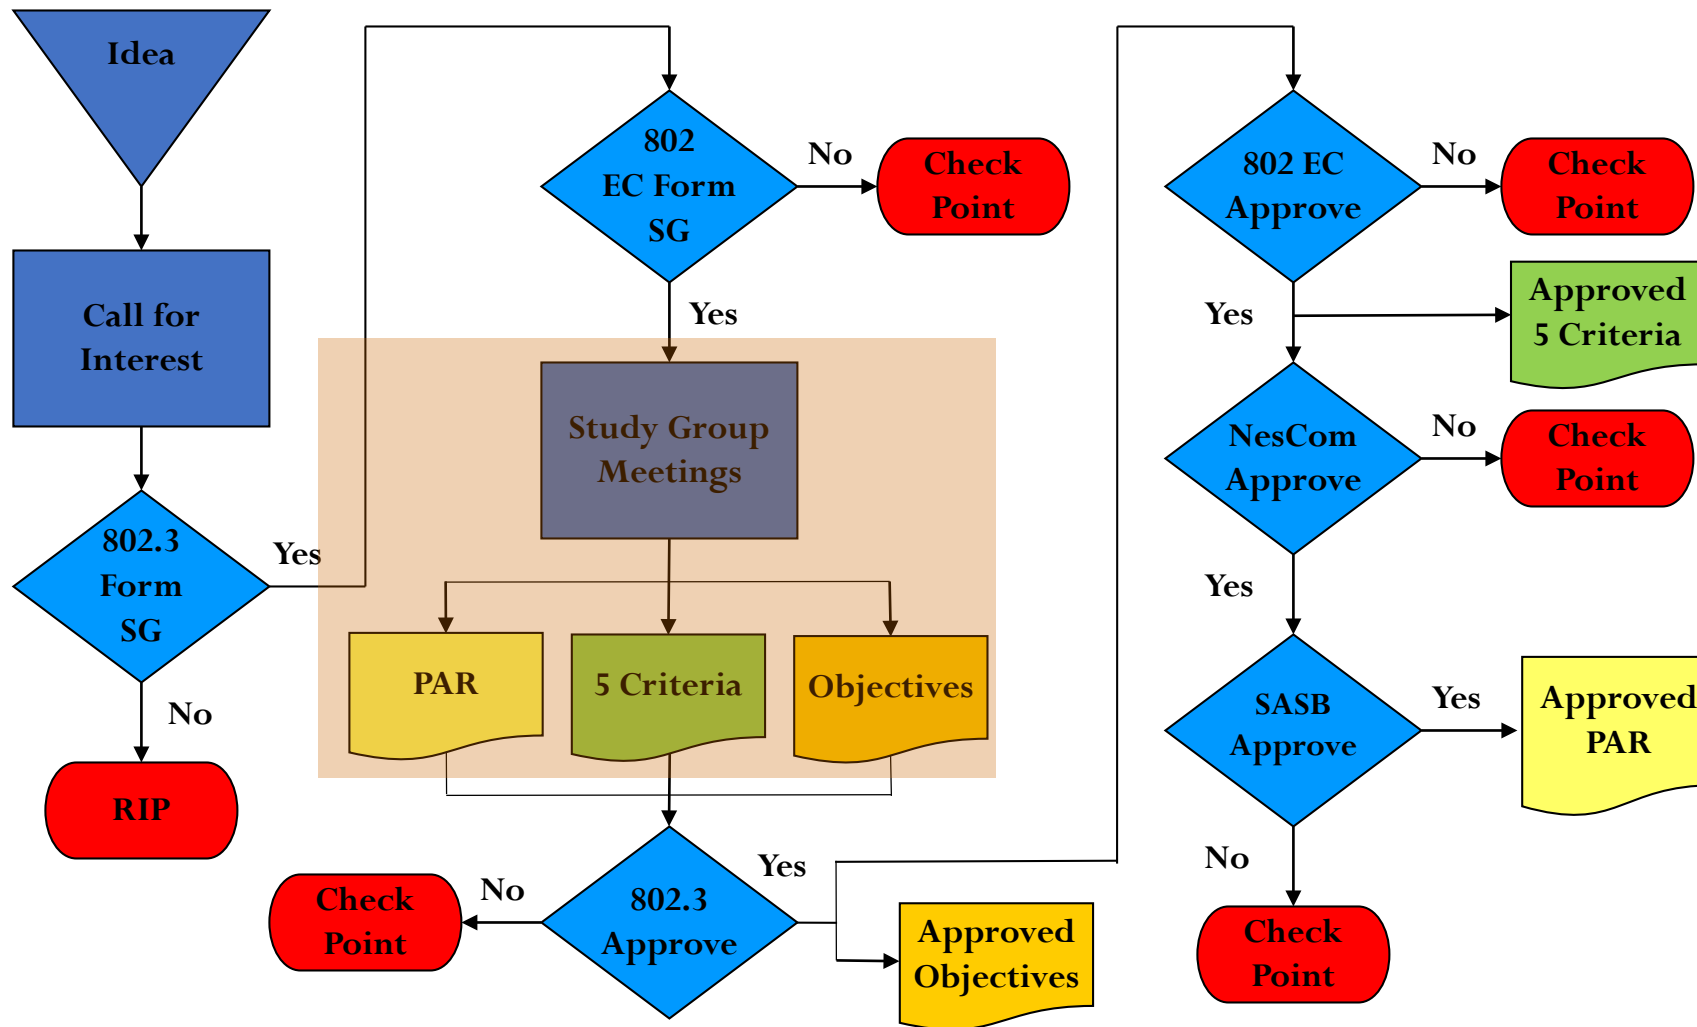 Idea
Call for
Interest
802.3
Form
SG
Yes
No
RIP
802
EC Form
SG
No
Check
Point
Yes
Study Group
Meetings
PAR
5 Criteria
Objectives
802.3
Approve
No
Check
Point
Yes
Approved
Objectives
802 EC
Approve
No
Check
Point
Yes
Approved
5 Criteria
NesCom
Approve
No
Check
Point
Yes
SASB
Approve
Yes
Approved
PAR
No
Check
Point